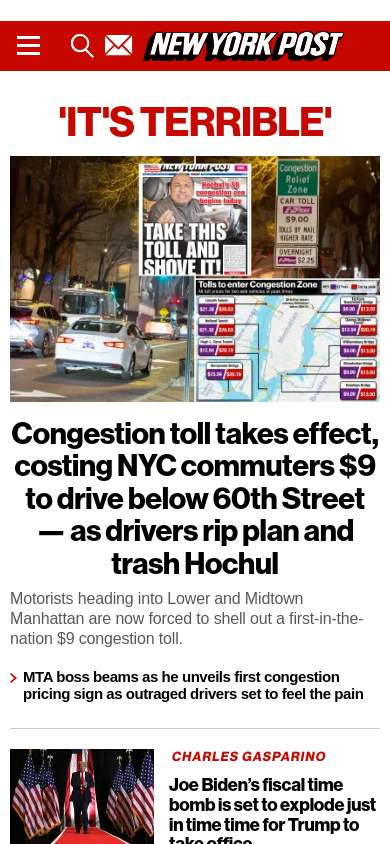 NEW YORK POST
'IT'S TERRIBLE'
NEW YORK POST
Hochul's $9
congestion con
begins today
TAKE THIS
TOLL AND
SHOVE IT!
Congestion
Relief
Zone
CAR TOLL
E-ZPass
$9.00
TOLLS BY MAIL
HIGHER RATE
OVERNIGHT
$2.25
Tolls to enter Congestion Zone
Lincoln Tunnel
Holland Tunnel
Brooklyn
Congestion toll takes effect,
costing NYC commuters $9
to drive below 60th Street
— as drivers rip plan and
trash Hochul
Motorists heading into Lower and Midtown
Manhattan are now forced to shell out a first-in-the-
nation $9 congestion toll.
MTA boss beams as he unveils first congestion
pricing sign as outraged drivers set to feel the pain
CHARLES GASPARINO
Joe Biden's fiscal time
bomb is set to explode just
in time time for Trump to
take office